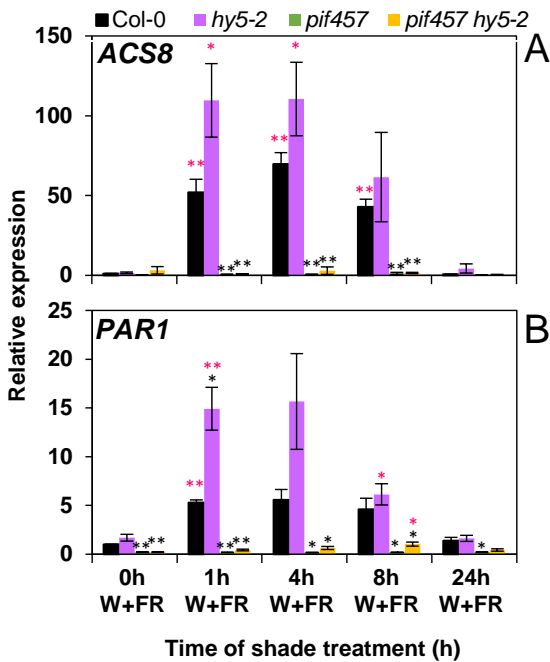 Col-0 hy5-2 pif457 pif457 hy5-2
Relative expression
ACS8
A
150
100
50
0
** * ** * **
** ** ** ** ** **
PAR1
B
25
20
15
10
5
0
** ** ** ** * ** ** * * * * * * *
0h 1h 4h 8h 24h
W+FR W+FR W+FR W+FR W+FR
Time of shade treatment (h)